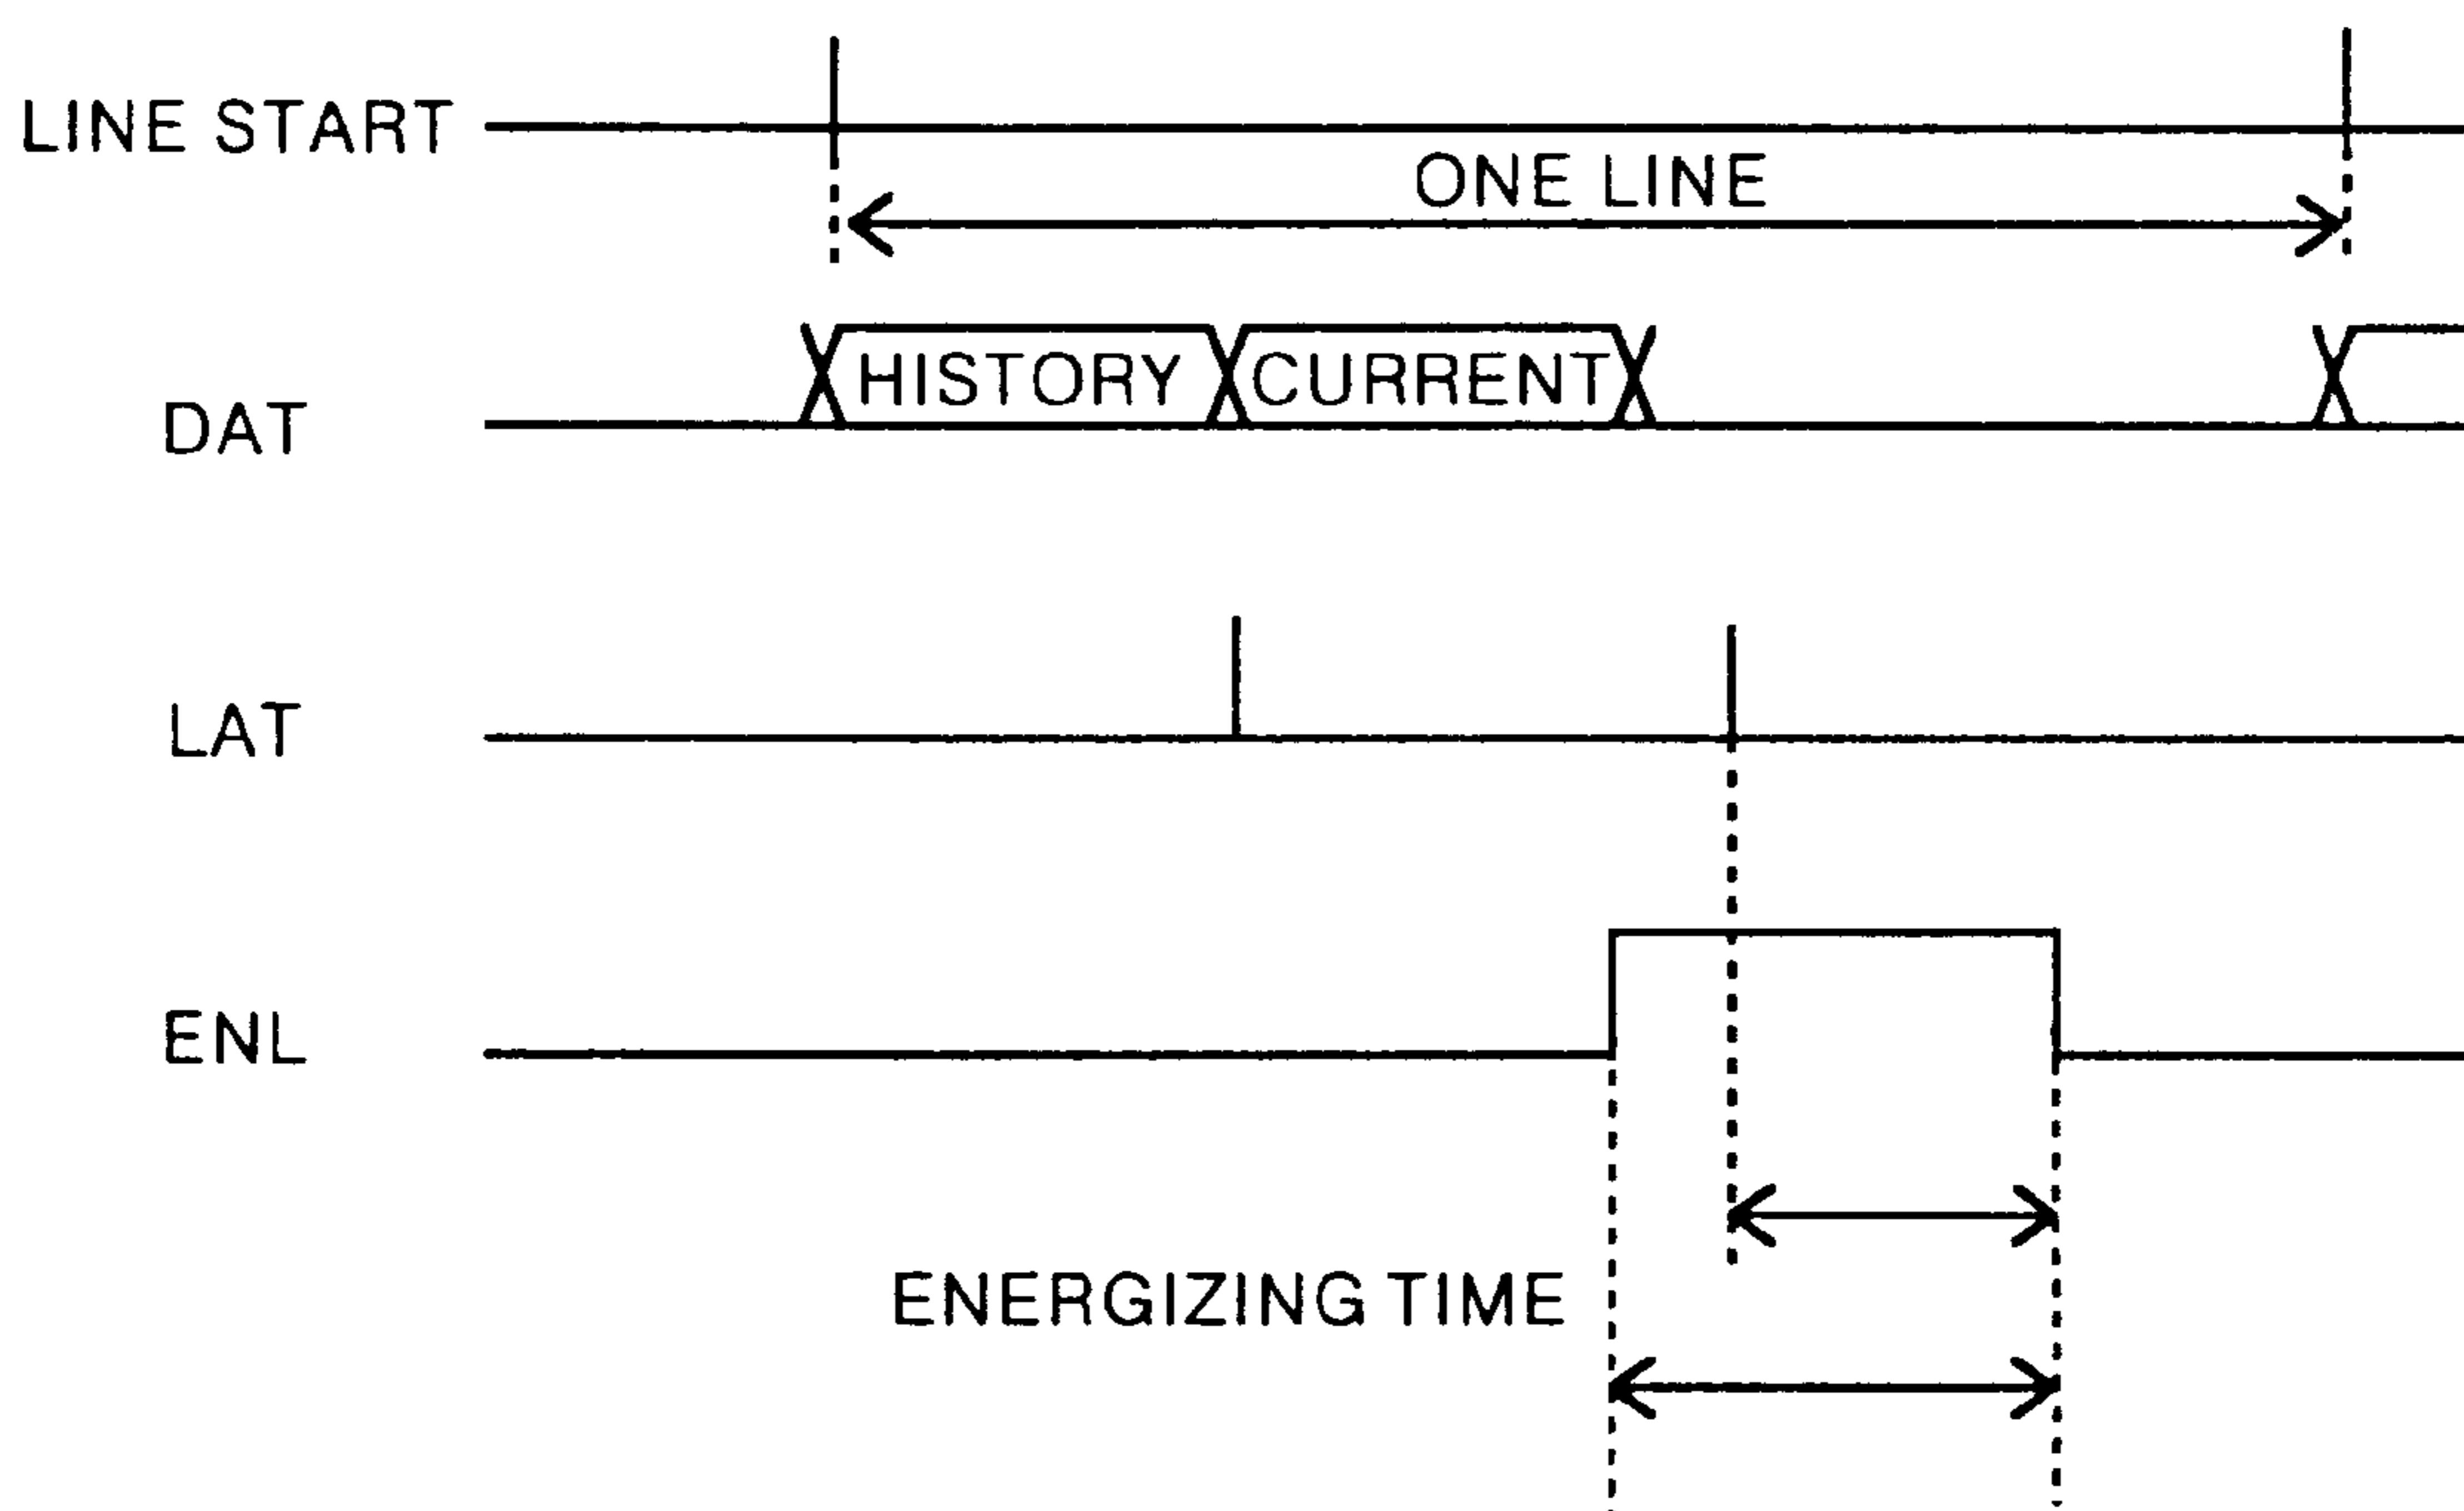 LINE START
ONE LINE
HISTORY
CURRENT
DAT
LAT
ENL
ENERGIZING TIME